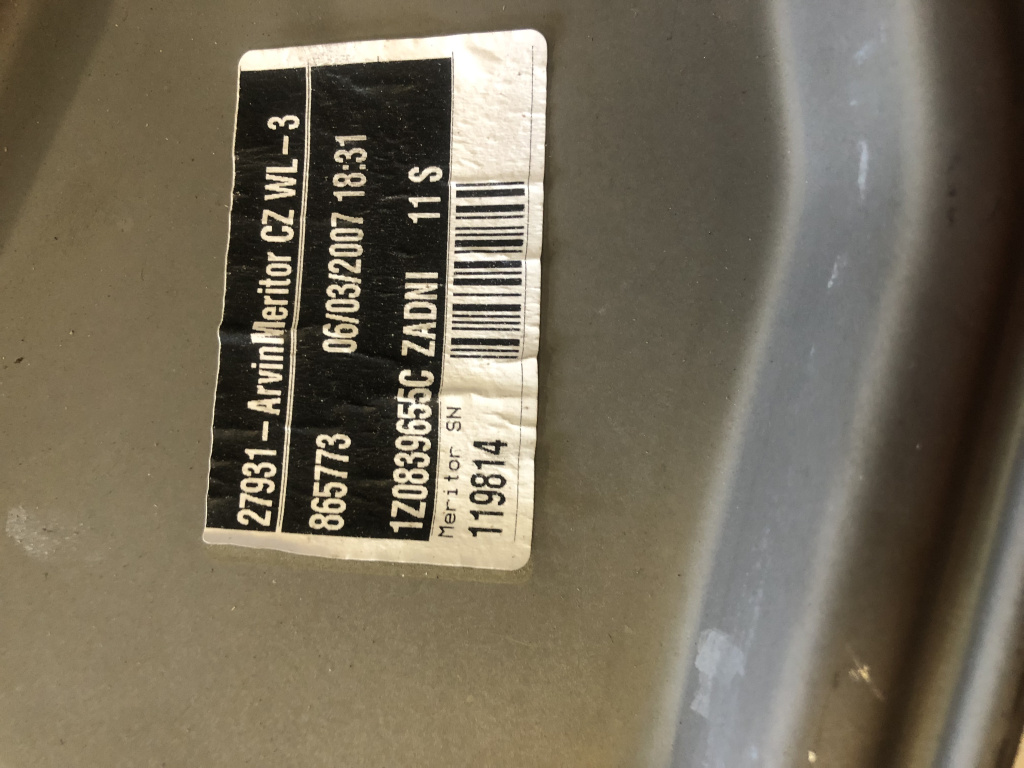 27931 – ArvinMeritor CZ WL – 3
865773 06/03/2007 18:31
1Z0839655C ZADNI 11 S
Meritor SN
119814